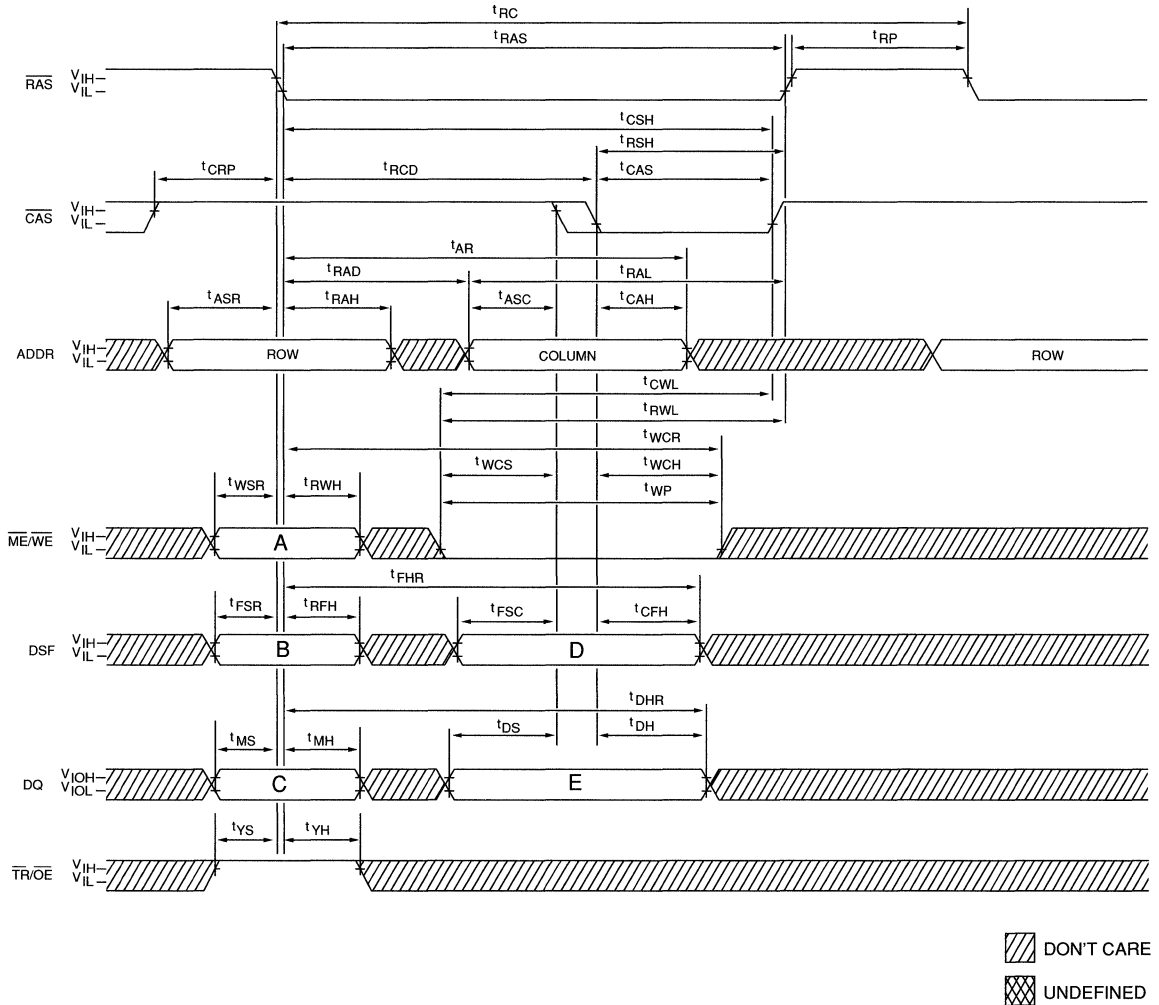 tRC
tRAS tRP
RAS VIH VIL
tCSH
tRSH
tCRP tRCD tCAS
CAS VIH VIL
tAR
tRAD tRAL
tASR tRAH tASC tCAH
ADDR VIH VIL ROW COLUMN ROW
tCWL
tRWL
tWCR
tWCS tWCH
tWSR tRWH tWP
ME/WE VIH VIL A
tFHR
tFSR tRFH tFSC tCFH
DSF VIH VIL B D
tDHR
tMS tMH tDS tDH
DQ VIOH VIOL C E
tYS tYH
TR/OE VIH VIL
DON'T CARE
UNDEFINED